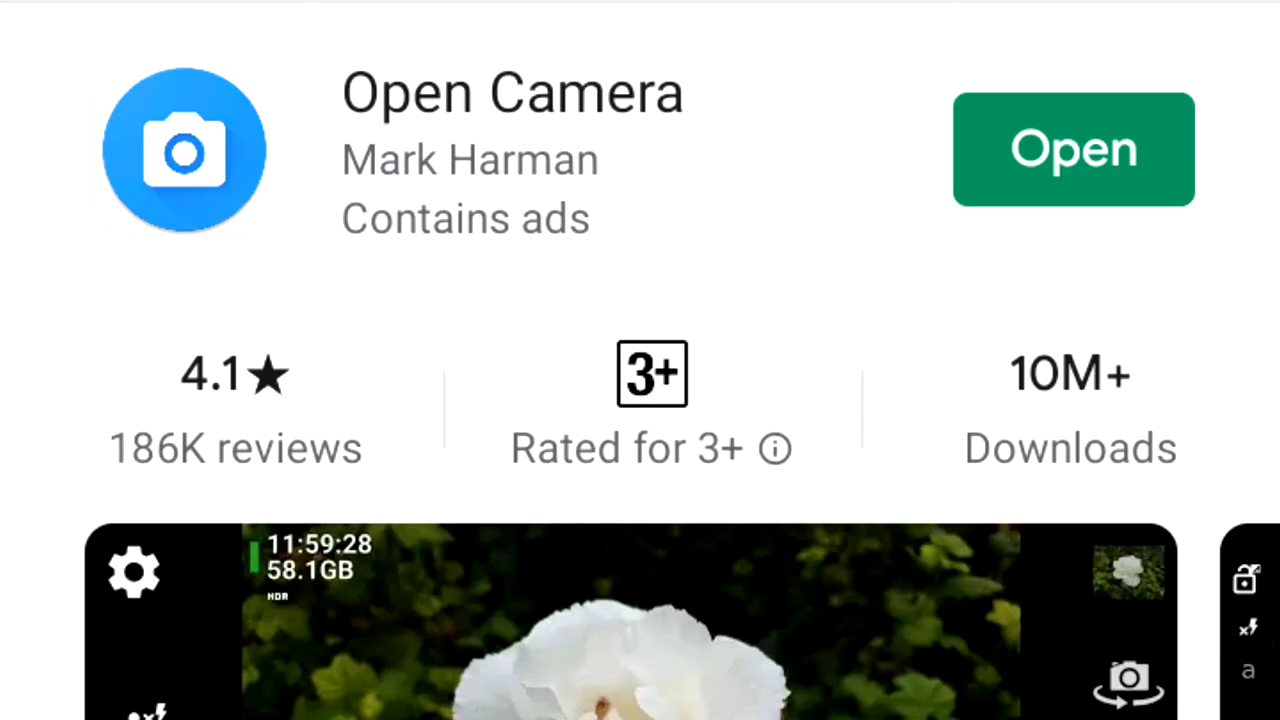 Open Camera
Mark Harman
Contains ads
Open
4.1★
186K reviews
3+
Rated for 3+
10M+
Downloads
11:59:28
58.1GB
HDR
a